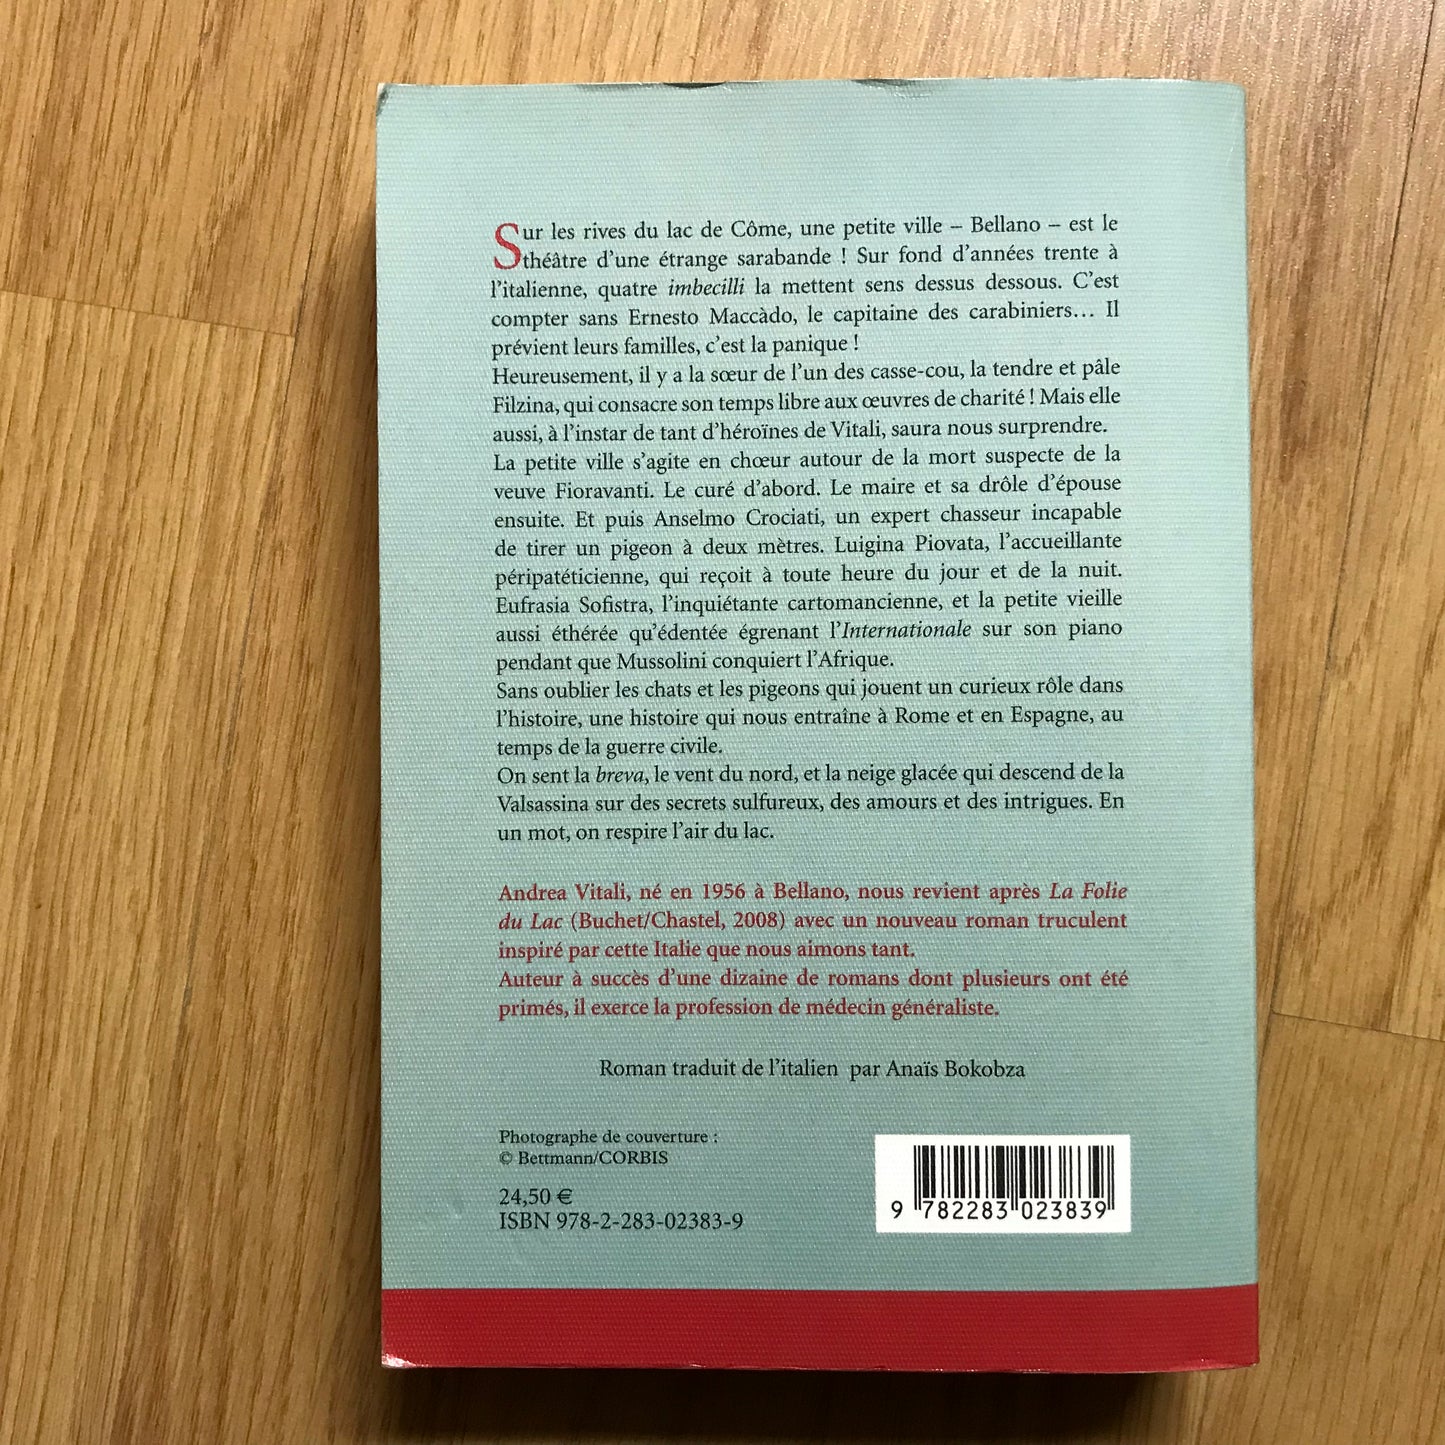 Sur les rives du lac de Côme, une petite ville – Bellano – est le
théâtre d'une étrange sarabande ! Sur fond d'années trente à
l'italienne, quatre imbecilli la mettent sens dessus dessous. C'est
compter sans Ernesto Maccàdo, le capitaine des carabiniers… Il
prévient leurs familles, c'est la panique !
Heureusement, il y a la sœur de l'un des casse-cou, la tendre et pâle
Filzina, qui consacre son temps libre aux œuvres de charité ! Mais elle
aussi, à l'instar de tant d'héroïnes de Vitali, saura nous surprendre.
La petite ville s'agite en chœur autour de la mort suspecte de la
veuve Fioravanti. Le curé d'abord. Le maire et sa drôle d'épouse
ensuite. Et puis Anselmo Crociati, un expert chasseur incapable
de tirer un pigeon à deux mètres. Luigina Piovata, l'accueillante
péripatéticienne, qui reçoit à toute heure du jour et de la nuit.
Eufrasia Sofistra, l'inquiétante cartomancienne, et la petite vieille
aussi éthérée qu'édentée égrenant l'Internationale sur son piano
pendant que Mussolini conquiert l'Afrique.
Sans oublier les chats et les pigeons qui jouent un curieux rôle dans
l'histoire, une histoire qui nous entraîne à Rome et en Espagne, au
temps de la guerre civile.
On sent la breva, le vent du nord, et la neige glacée qui descend de la
Valsassina sur des secrets sulfureux, des amours et des intrigues. En
un mot, on respire l'air du lac.
Andrea Vitali, né en 1956 à Bellano, nous revient après La Folie
du Lac (Buchet/Chastel, 2008) avec un nouveau roman truculent
inspiré par cette Italie que nous aimons tant.
Auteur à succès d'une dizaine de romans dont plusieurs ont été
primés, il exerce la profession de médecin généraliste.
Roman traduit de l'italien par Anaïs Bokobza
Photographe de couverture :
© Bettmann/CORBIS
24,50 €
ISBN 978-2-283-02383-9
9 782283 023839